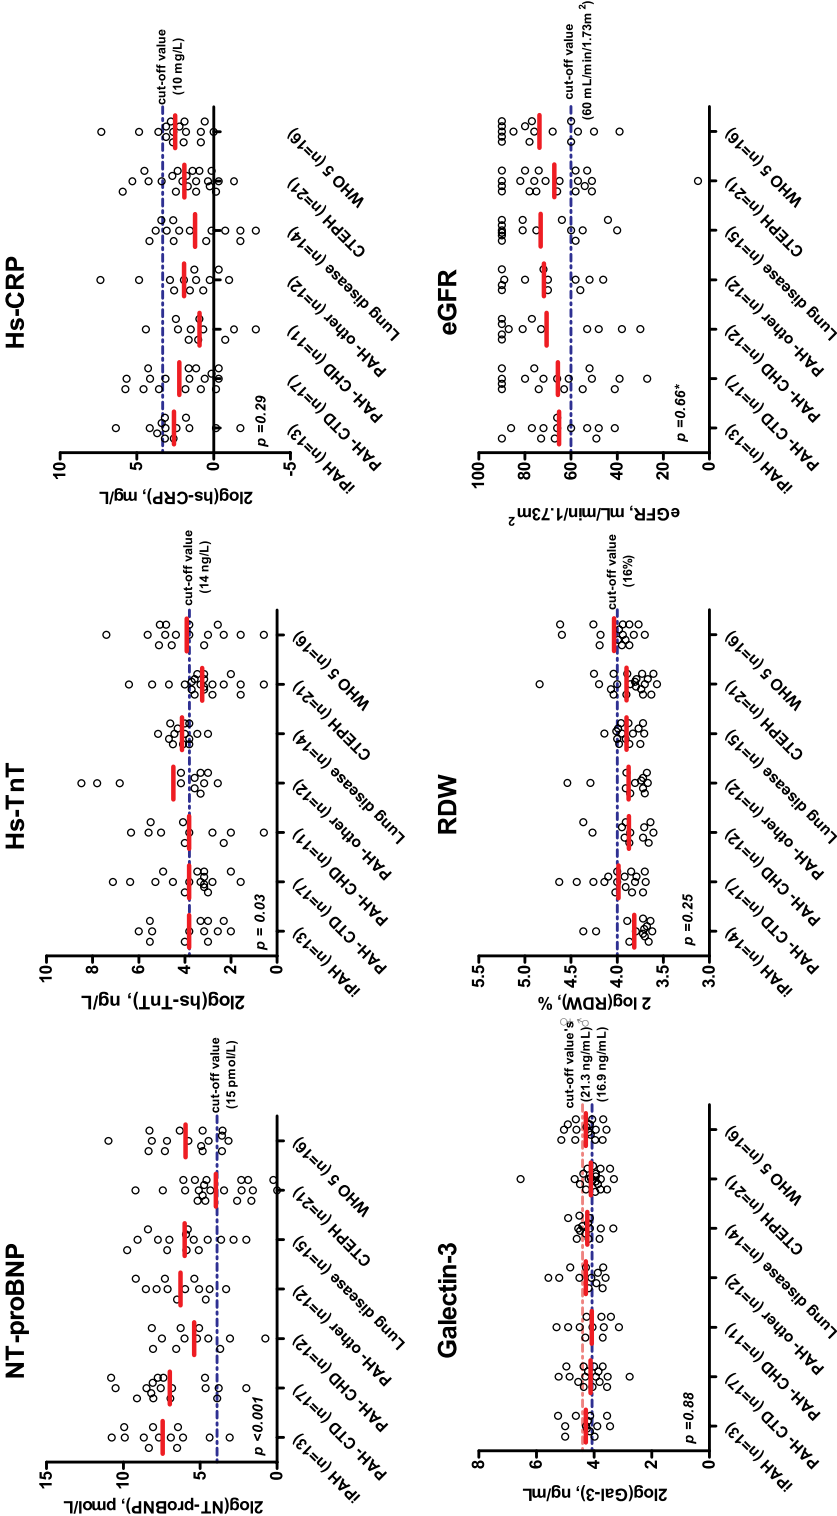 NT-proBNP
2log(NT-proBNP), pmol/L
15
10
5
0
cut-off value
(15 pmol/L)
p <0.001
iPAH (n=13)
PAH- CTD (n=17)
PAH- CHD (n=12)
PAH- other (n=12)
Lung disease (n=15)
CTEPH (n=21)
WHO 5 (n=16)
Hs-TnT
2log(hs-TnT), ng/L
10
8
6
4
2
0
cut-off value
(14 ng/L)
p = 0.03
iPAH (n=13)
PAH- CTD (n=17)
PAH- CHD (n=11)
PAH- other (n=12)
Lung disease (n=14)
CTEPH (n=21)
WHO 5 (n=16)
Hs-CRP
2log(hs-CRP), mg/L
10
5
0
-5
cut-off value
(10 mg/L)
p =0.29
iPAH (n=13)
PAH- CTD (n=17)
PAH- CHD (n=11)
PAH- other (n=12)
Lung disease (n=14)
CTEPH (n=21)
WHO 5 (n=16)
Galectin-3
2log(Gal-3), ng/mL
8
6
4
2
0
cut-off value's ♀
(21.3 ng/mL) ♂
(16.9 ng/mL)
p =0.88
iPAH (n=13)
PAH- CTD (n=17)
PAH- CHD (n=11)
PAH- other (n=12)
Lung disease (n=14)
CTEPH (n=21)
WHO 5 (n=16)
RDW
2 log(RDW), %
5.5
5.0
4.5
4.0
3.5
3.0
cut-off value
(16%)
p =0.25
iPAH (n=14)
PAH- CTD (n=17)
PAH- CHD (n=12)
PAH- other (n=12)
Lung disease (n=15)
CTEPH (n=21)
WHO 5 (n=16)
eGFR
eGFR, mL/min/1.73m²
100
80
60
40
20
0
cut-off value
(60 mL/min/1.73m²)
p =0.66*
iPAH (n=13)
PAH- CTD (n=17)
PAH- CHD (n=12)
PAH- other (n=12)
Lung disease (n=15)
CTEPH (n=21)
WHO 5 (n=16)